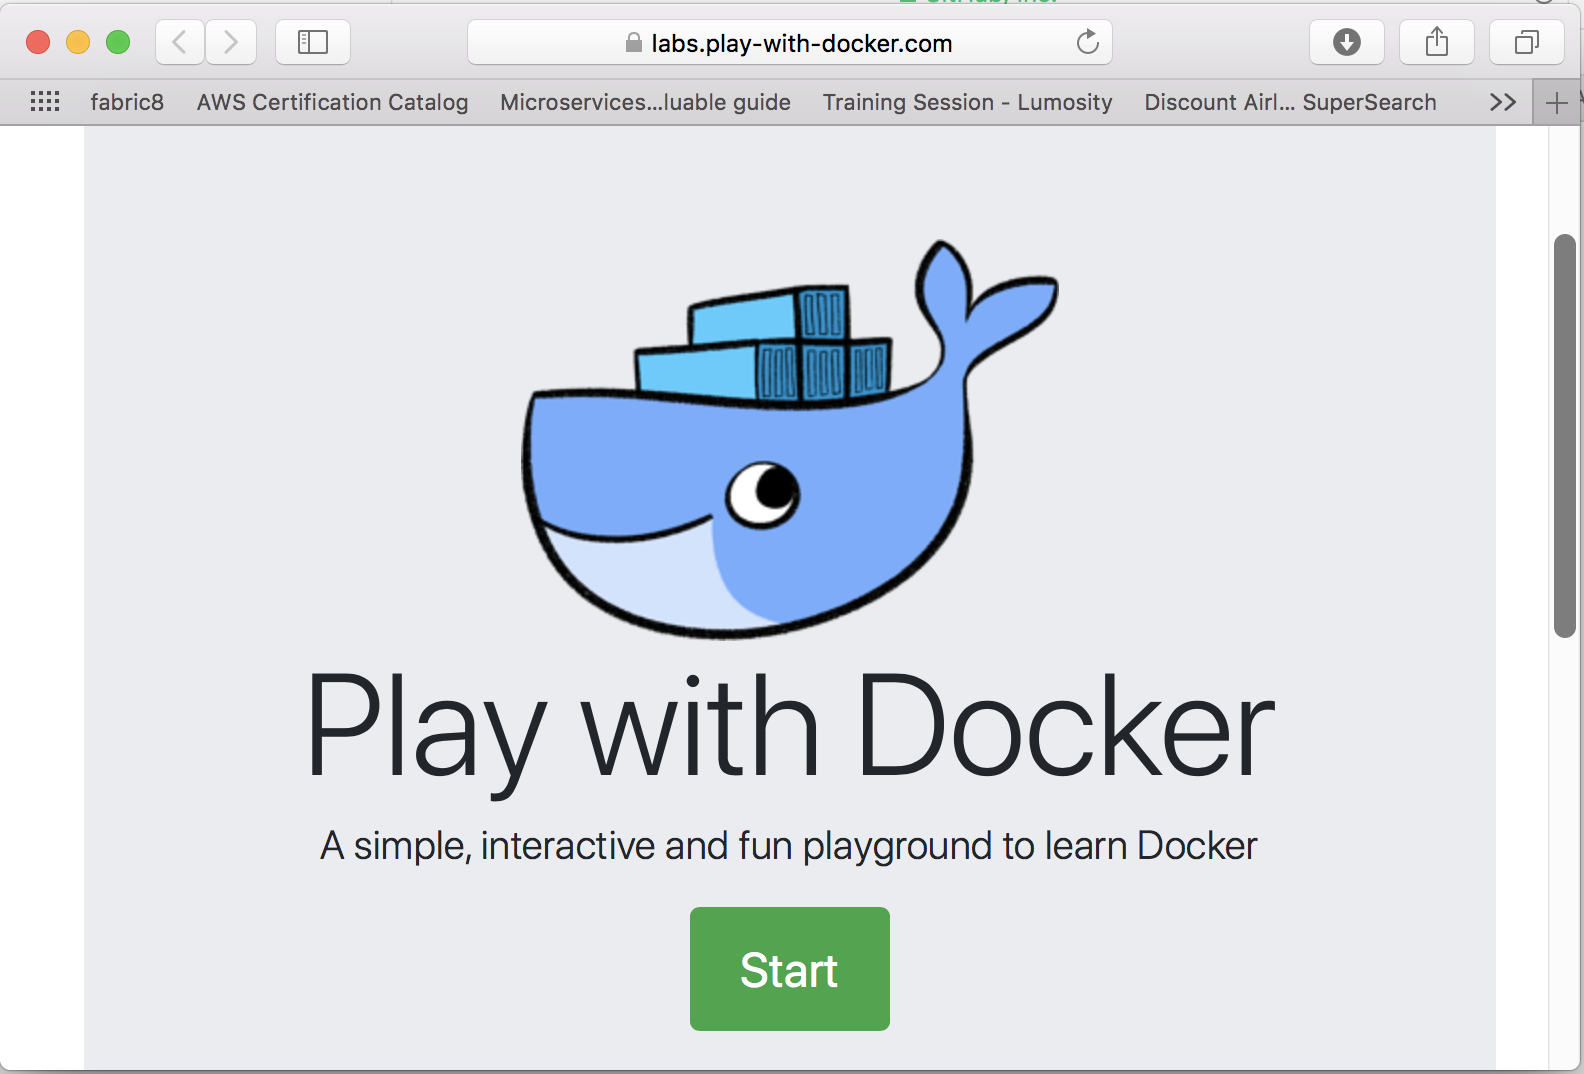 labs.play-with-docker.com
fabric8 AWS Certification Catalog Microservices...luable guide Training Session - Lumosity Discount Airl... SuperSearch
Play with Docker
A simple, interactive and fun playground to learn Docker
Start